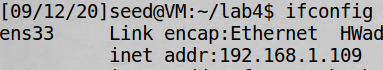 [09/12/20]seed@VM:~/lab4$ ifconfig
ens33 Link encap:Ethernet HWad
inet addr:192.168.1.109